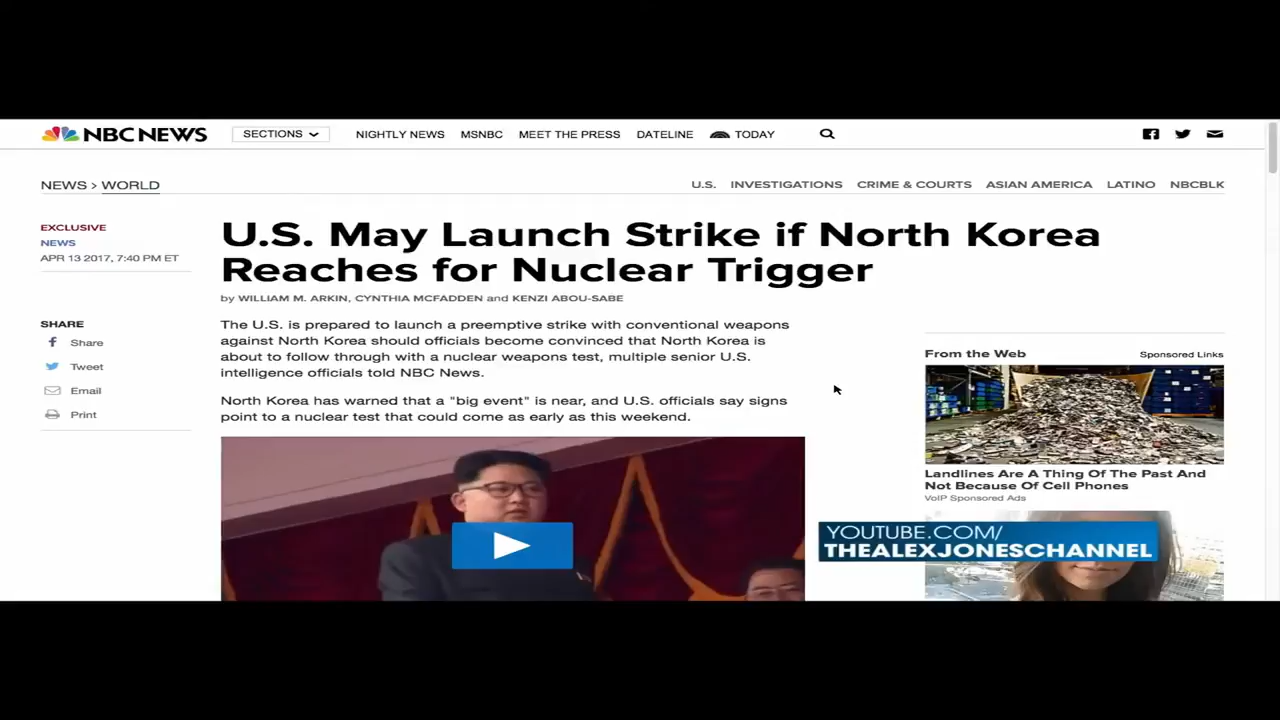 NBC NEWS
SECTIONS
NIGHTLY NEWS MSNBC MEET THE PRESS DATELINE TODAY
NEWS > WORLD
U.S. INVESTIGATIONS CRIME & COURTS ASIAN AMERICA LATINO NBCBLK
EXCLUSIVE
NEWS
APR 13 2017, 7:40 PM ET
U.S. May Launch Strike if North Korea
Reaches for Nuclear Trigger
by WILLIAM M. ARKIN, CYNTHIA MCFADDEN and KENZI ABOU-SABE
SHARE
Share
Tweet
Email
Print
The U.S. is prepared to launch a preemptive strike with conventional weapons
against North Korea should officials become convinced that North Korea is
about to follow through with a nuclear weapons test, multiple senior U.S.
intelligence officials told NBC News.
North Korea has warned that a "big event" is near, and U.S. officials say signs
point to a nuclear test that could come as early as this weekend.
From the Web
Sponsored Links
Landlines Are A Thing Of The Past And
Not Because Of Cell Phones
VoIP Sponsored Ads
YOUTUBE.COM/
THEALEXJONESCHANNEL